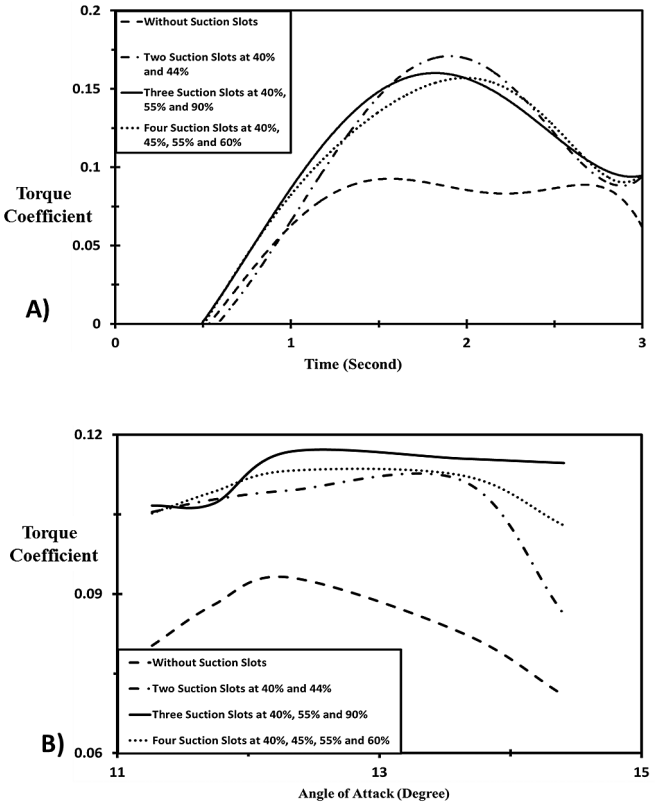 0.2
0.15
0.1
0.05
0
Torque
Coefficient
A)
Without Suction Slots
Two Suction Slots at 40%
and 44%
Three Suction Slots at 40%,
55% and 90%
Four Suction Slots at 40%,
45%, 55% and 60%
0 1 2 3
Time (Second)
0.12
0.09
0.06
Torque
Coefficient
B)
Without Suction Slots
Two Suction Slots at 40% and 44%
Three Suction Slots at 40%, 55% and 90%
Four Suction Slots at 40%, 45%, 55% and 60%
11 13 15
Angle of Attack (Degree)